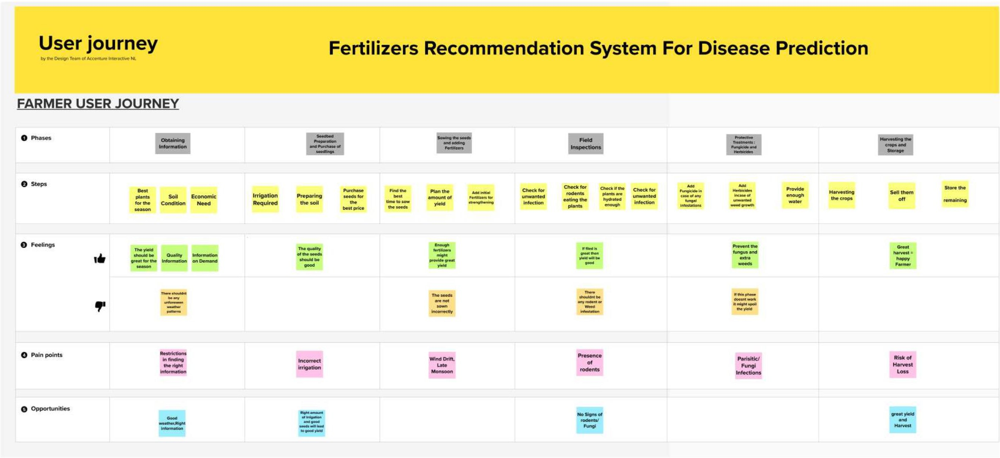 User journey
by the Design Team of Accenture Interactive NL
Fertilizers Recommendation System For Disease Prediction
FARMER USER JOURNEY
1 Phases
Obtaining
Information
Seedbed
Preparation
and Purchase of
seedlings
Sowing the seeds
and adding
Fertilizers
Field
Inspections
Protective
Treatments :
Fungicide and
Herbicides
Harvesting the
crops and
Storage
2 Steps
Best
plants
for the
season
Soil
Condition
Economic
Need
Irrigation
Required
Preparing
the soil
Purchase
seeds for
the
best price
Find the
best
time to sow
the seeds
Plan the
amount of
yield
Add initial
Fertilizers for
strengthening
Check for
unwanted
infection
Check for
rodents
eating the
plants
Check if the
plants are
hydrated
enough
Check for
unwanted
infection
Add
Fungicide in
case of any
fungal
infestations
Add
Herbicides
incase of
unwanted
weed growth
Provide
enough
water
Harvesting
the crops
Sell them
off
Store the
remaining
3 Feelings
The yield
should be
great for the
season
Quality
Information
Information
on Demand
The quality
of the seeds
should be
good
Enough
fertilizers
might
provide great
yield
If filed is
great then
yield will be
good
Prevent the
fungus and
extra
weeds
Great
harvest =
happy
Farmer
There shouldnt
be any
unforeseen
weather
patterns
The seeds
are not
sown
incorrectly
There
shouldnt be
any rodent or
Weed
infestation
If this phase
doesnt work
it might spoil
the yield
4 Pain points
Restrictions
in finding
the right
information
Incorrect
irrigation
Wind Drift,
Late
Monsoon
Presence
of
rodents
Parisitic/
Fungi
Infections
Risk of
Harvest
Loss
5 Opportunities
Good
weather,Right
information
Right amount
of Irrigation
and good
seeds will lead
to good yield
No Signs of
rodents/
Fungi
great yield
and
Harvest